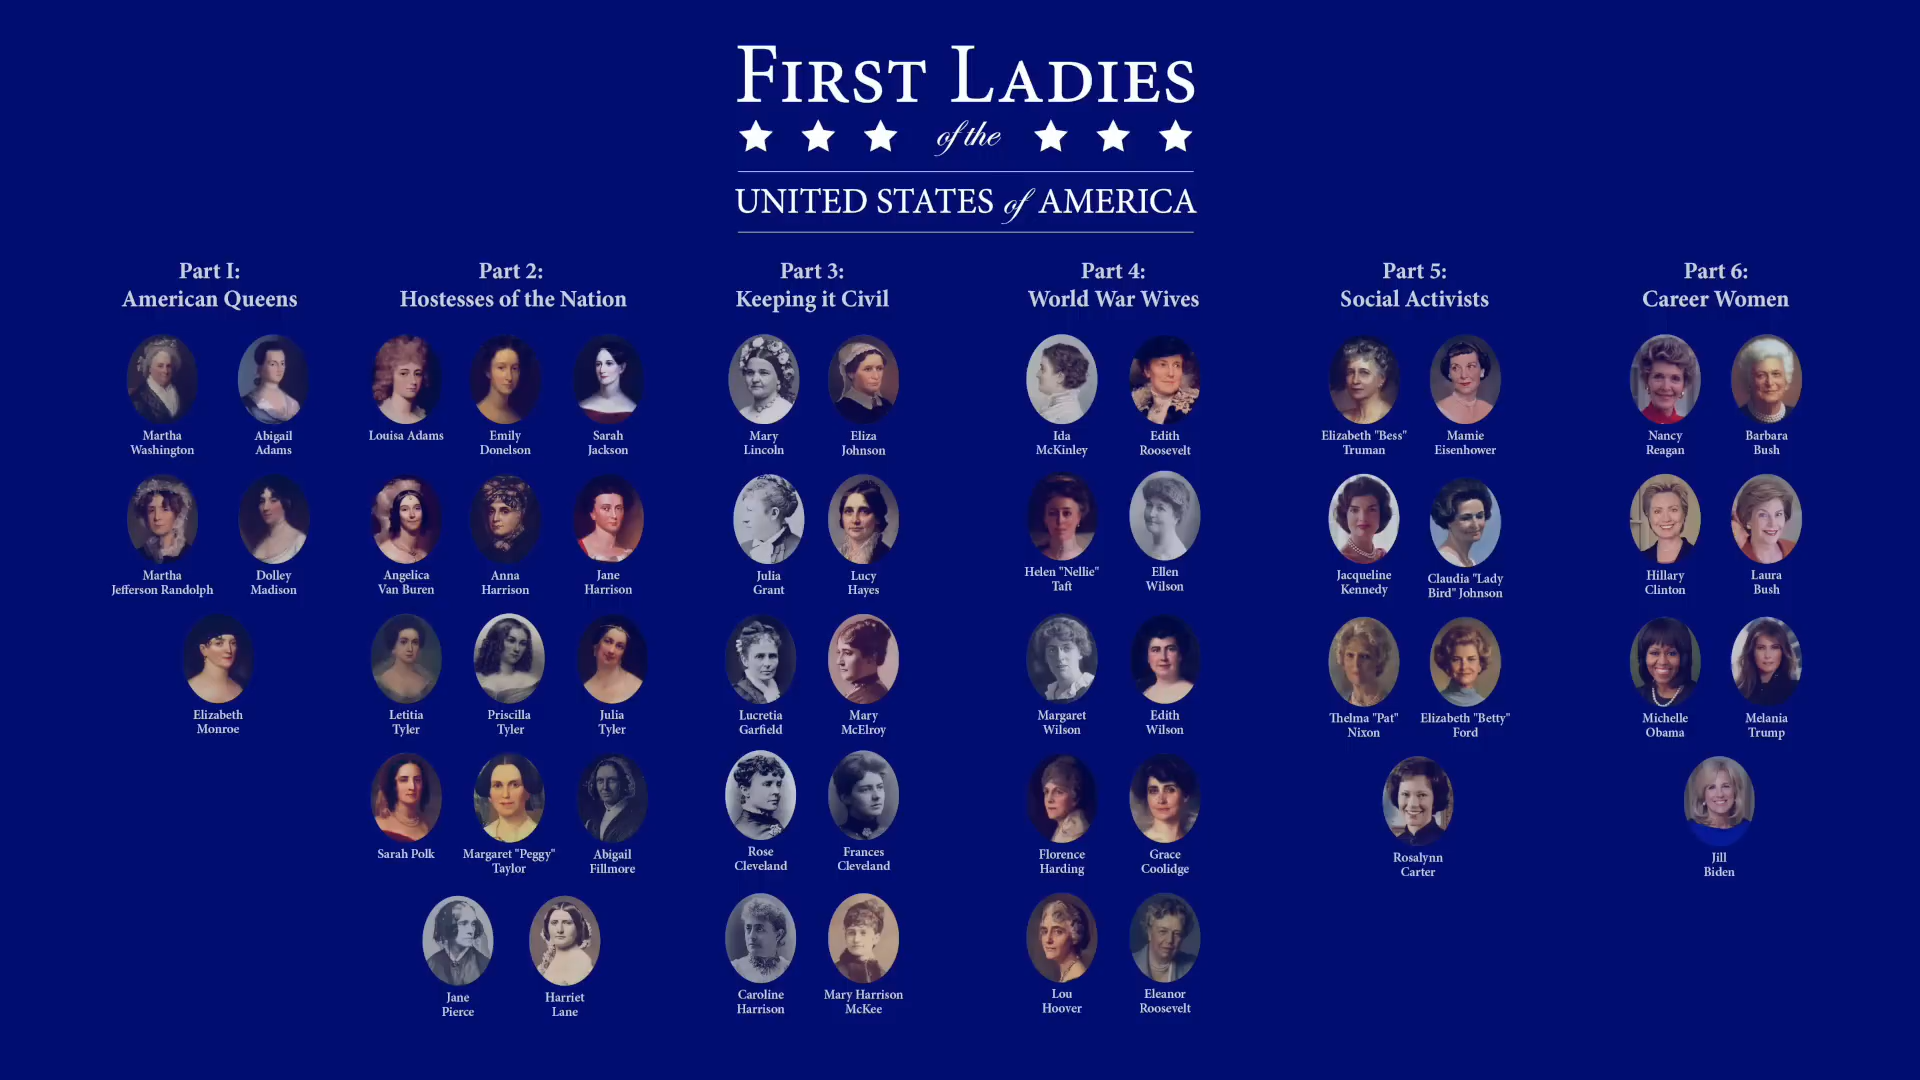 FIRST LADIES
of the
UNITED STATES of AMERICA
Part I:
American Queens
Martha
Washington
Abigail
Adams
Martha
Jefferson Randolph
Dolley
Madison
Elizabeth
Monroe
Part 2:
Hostesses of the Nation
Louisa Adams
Emily
Donelson
Sarah
Jackson
Angelica
Van Buren
Anna
Harrison
Jane
Harrison
Letitia
Tyler
Priscilla
Tyler
Julia
Tyler
Sarah Polk
Margaret "Peggy"
Taylor
Abigail
Fillmore
Jane
Pierce
Harriet
Lane
Part 3:
Keeping it Civil
Mary
Lincoln
Eliza
Johnson
Julia
Grant
Lucy
Hayes
Lucretia
Garfield
Mary
McElroy
Rose
Cleveland
Frances
Cleveland
Caroline
Harrison
Mary Harrison
McKee
Part 4:
World War Wives
Ida
McKinley
Edith
Roosevelt
Helen "Nellie"
Taft
Ellen
Wilson
Margaret
Wilson
Edith
Wilson
Florence
Harding
Grace
Coolidge
Lou
Hoover
Eleanor
Roosevelt
Part 5:
Social Activists
Elizabeth "Bess"
Truman
Mamie
Eisenhower
Jacqueline
Kennedy
Claudia "Lady
Bird" Johnson
Thelma "Pat"
Nixon
Elizabeth "Betty"
Ford
Rosalynn
Carter
Part 6:
Career Women
Nancy
Reagan
Barbara
Bush
Hillary
Clinton
Laura
Bush
Michelle
Obama
Melania
Trump
Jill
Biden